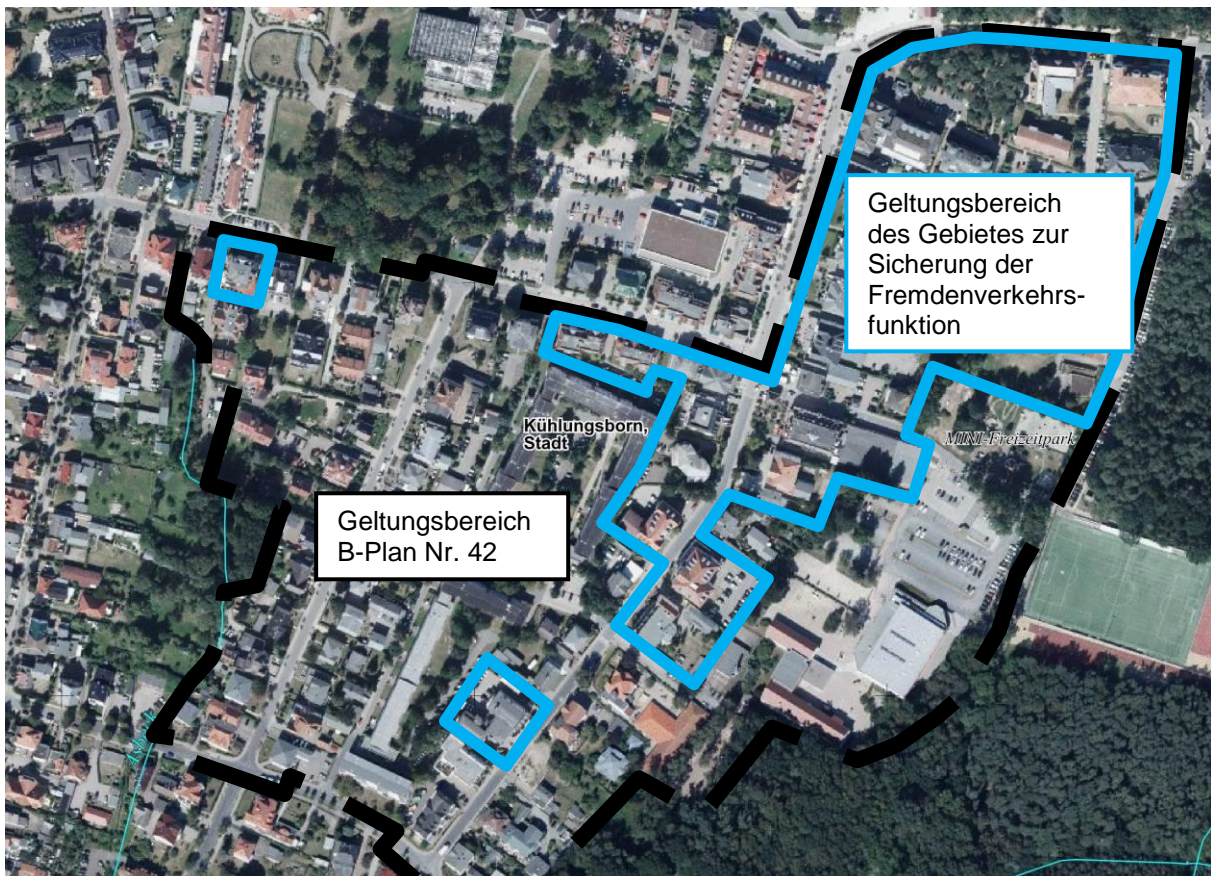 Geltungsbereich
des Gebietes zur
Sicherung der
Fremdenverkehrs-
funktion
Kühlungsborn,
Stadt
MINI-Freizeitpark
Geltungsbereich
B-Plan Nr. 42